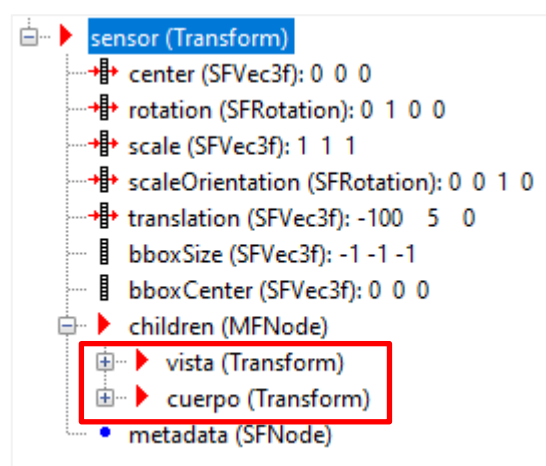 sensor (Transform)
center (SFVec3f): 0 0 0
rotation (SFRotation): 0 1 0 0
scale (SFVec3f): 1 1 1
scaleOrientation (SFRotation): 0 0 1 0
translation (SFVec3f): -100 5 0
bboxSize (SFVec3f): -1 -1 -1
bboxCenter (SFVec3f): 0 0 0
children (MFNode)
vista (Transform)
cuerpo (Transform)
metadata (SFNode)